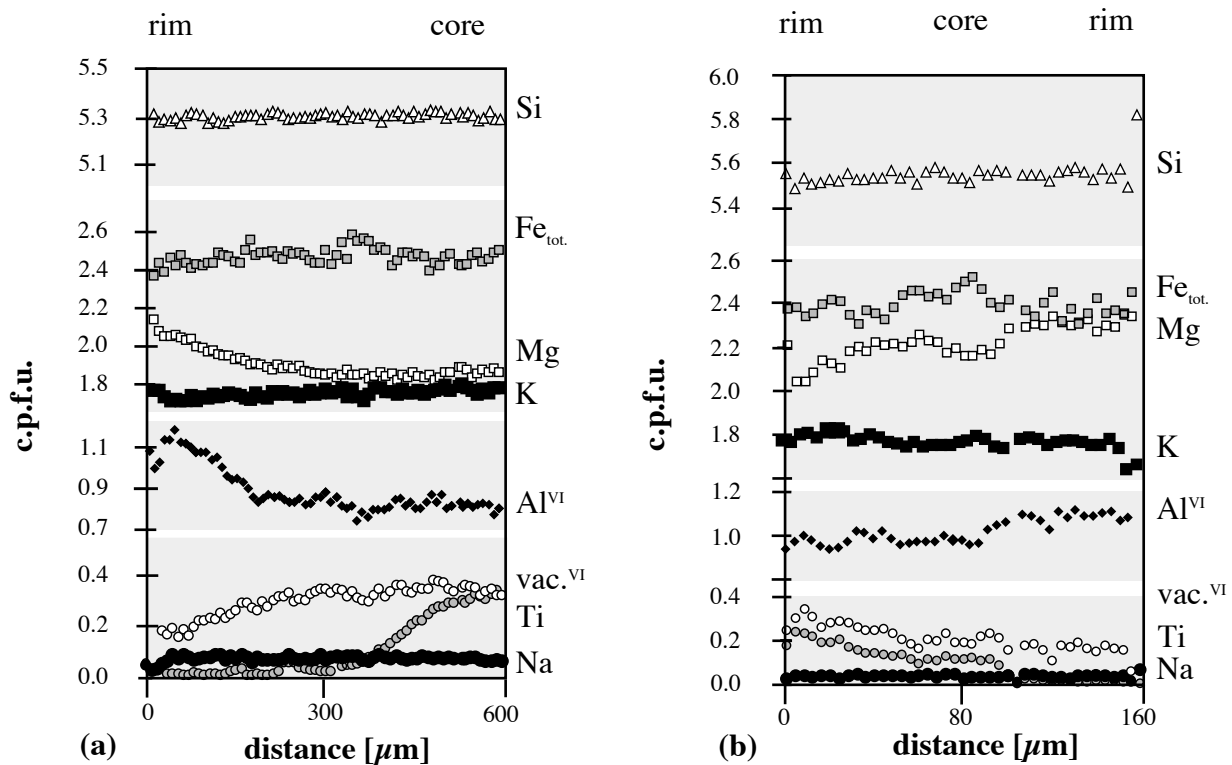 rim core
5.5
5.3
5.1
2.6
2.4
2.2
2.0
1.8
1.1
0.9
0.7
0.4
0.2
0.0
c.p.f.u.
Si
Fe tot.
Mg
K
Al VI
vac. VI
Ti
Na
0 300 600
(a) distance [µm]
rim core rim
6.0
5.8
5.6
5.4
2.6
2.4
2.2
2.0
1.8
1.2
1.0
0.4
0.2
0.0
c.p.f.u.
Si
Fe tot.
Mg
K
Al VI
vac. VI
Ti
Na
0 80 160
(b) distance [µm]